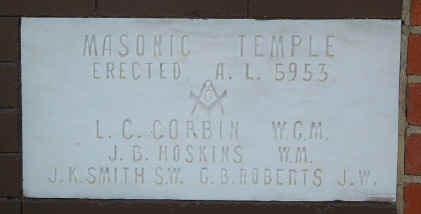 MASONIC TEMPLE
ERECTED A. L. 5953
G
L. C. CORBIN W.G.M.
J. B. HOSKINS W.M.
J. K. SMITH S.W. G. B. ROBERTS J.W.